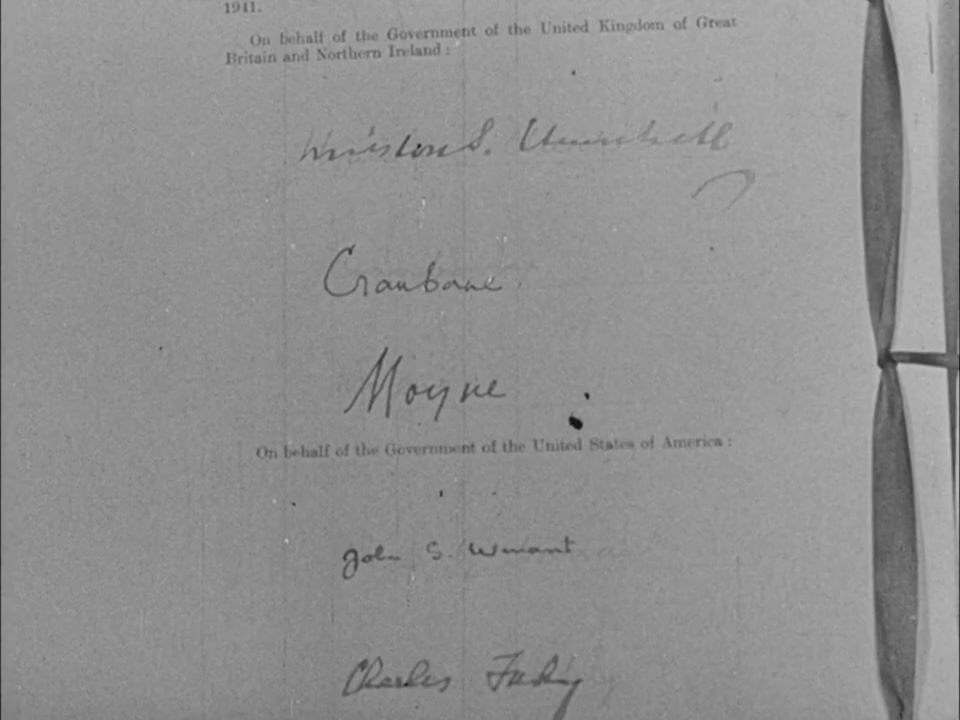 1941.
On behalf of the Government of the United Kingdom of Great
Britain and Northern Ireland :
Winston S. Churchill
Cranborne
Moyne
On behalf of the Government of the United States of America :
John G. Winant
Charles Fahy